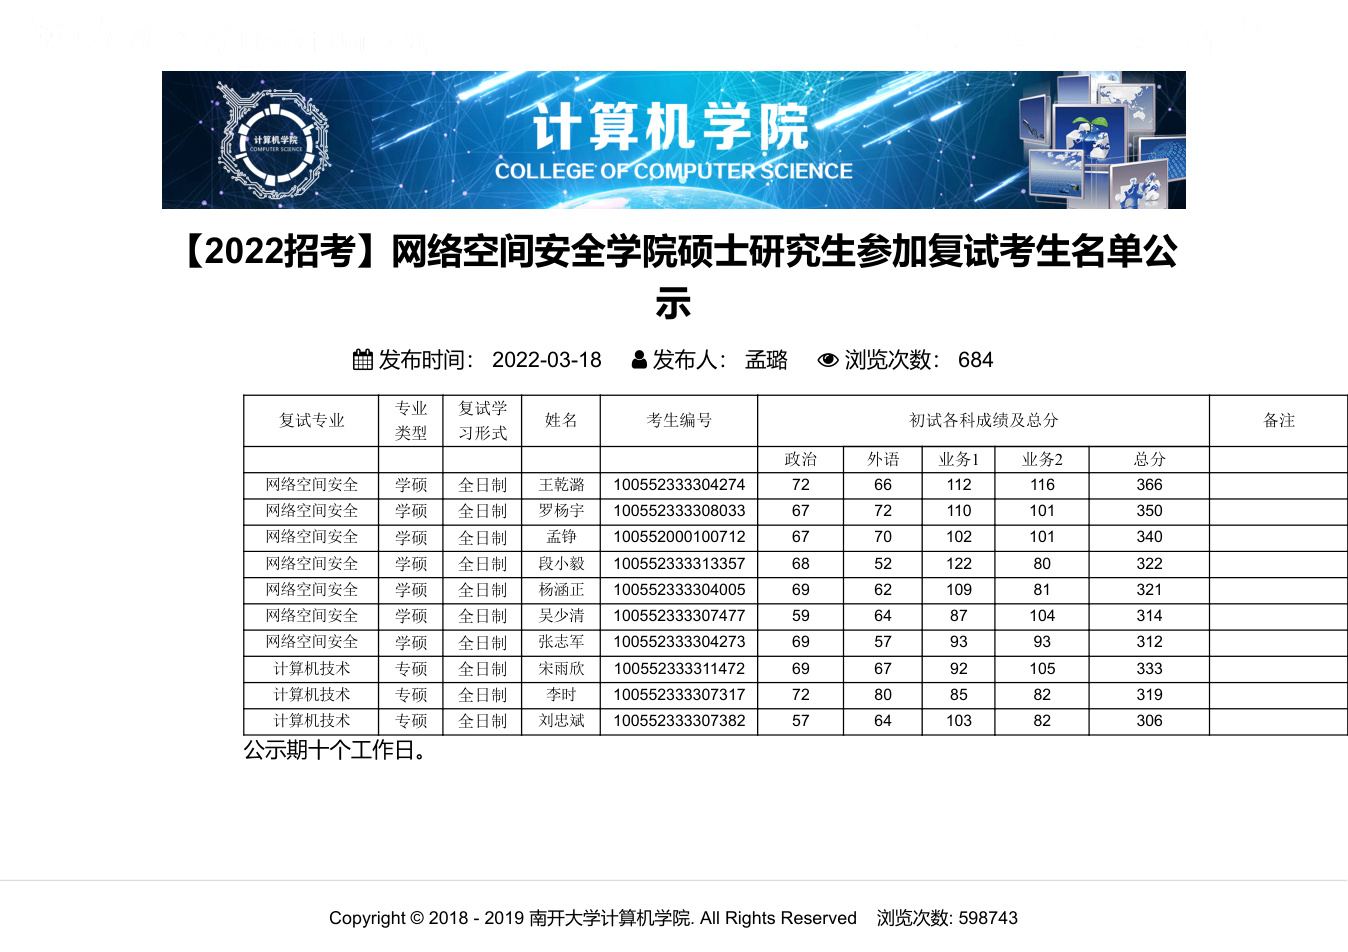 计算机学院
COMPUTER SCIENCE
计算机学院
COLLEGE OF COMPUTER SCIENCE
【2022招考】网络空间安全学院硕士研究生参加复试考生名单公
示
发布时间： 2022-03-18 发布人： 孟璐 浏览次数： 684
复试专业 专业类型 复试学习形式 姓名 考生编号 初试各科成绩及总分 备注
政治 外语 业务1 业务2 总分
网络空间安全 学硕 全日制 王乾潞 100552333304274 72 66 112 116 366
网络空间安全 学硕 全日制 罗杨宇 100552333308033 67 72 110 101 350
网络空间安全 学硕 全日制 孟铮 100552000100712 67 70 102 101 340
网络空间安全 学硕 全日制 段小毅 100552333313357 68 52 122 80 322
网络空间安全 学硕 全日制 杨涵正 100552333304005 69 62 109 81 321
网络空间安全 学硕 全日制 吴少清 100552333307477 59 64 87 104 314
网络空间安全 学硕 全日制 张志军 100552333304273 69 57 93 93 312
计算机技术 专硕 全日制 宋雨欣 100552333311472 69 67 92 105 333
计算机技术 专硕 全日制 李时 100552333307317 72 80 85 82 319
计算机技术 专硕 全日制 刘忠斌 100552333307382 57 64 103 82 306
公示期十个工作日。
Copyright © 2018 - 2019 南开大学计算机学院. All Rights Reserved 浏览次数: 598743